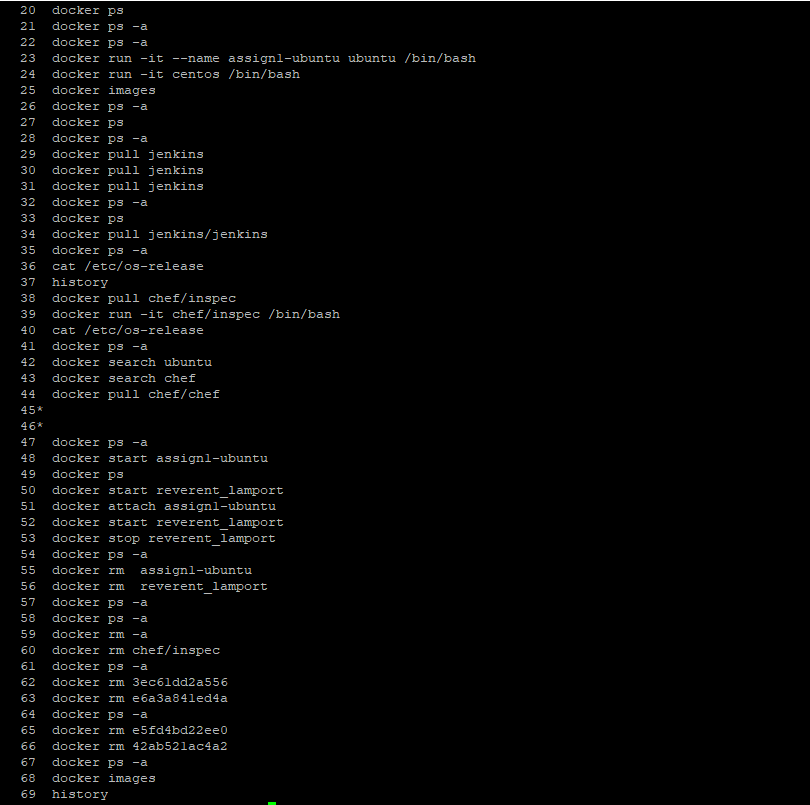 20 docker ps
21 docker ps -a
22 docker ps -a
23 docker run -it --name assign1-ubuntu ubuntu /bin/bash
24 docker run -it centos /bin/bash
25 docker images
26 docker ps -a
27 docker ps
28 docker ps -a
29 docker pull jenkins
30 docker pull jenkins
31 docker pull jenkins
32 docker ps -a
33 docker ps
34 docker pull jenkins/jenkins
35 docker ps -a
36 cat /etc/os-release
37 history
38 docker pull chef/inspec
39 docker run -it chef/inspec /bin/bash
40 cat /etc/os-release
41 docker ps -a
42 docker search ubuntu
43 docker search chef
44 docker pull chef/chef
45*
46*
47 docker ps -a
48 docker start assign1-ubuntu
49 docker ps
50 docker start reverent_lamport
51 docker attach assign1-ubuntu
52 docker start reverent_lamport
53 docker stop reverent_lamport
54 docker ps -a
55 docker rm  assign1-ubuntu
56 docker rm  reverent_lamport
57 docker ps -a
58 docker ps -a
59 docker rm -a
60 docker rm chef/inspec
61 docker ps -a
62 docker rm 3ec61dd2a556
63 docker rm e6a3a841ed4a
64 docker ps -a
65 docker rm e5fd4bd22ee0
66 docker rm 42ab521ac4a2
67 docker ps -a
68 docker images
69 history